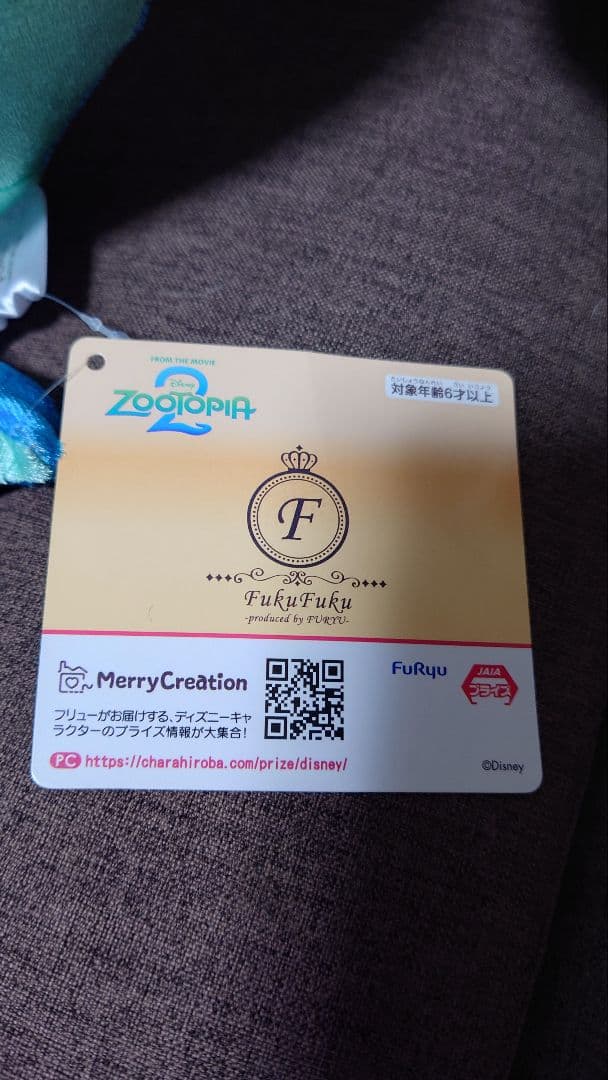 FROM THE MOVIE
Disney
ZOOTOPIA
2
たいしょうねんれい さい いじょう
対象年齢6才以上
F
FukuFuku
-produced by FURYU-
MerryCreation
フリューがお届けする、ディズニーキャ
ラクターのプライズ情報が大集合!
PC https://charahiroba.com/prize/disney/
FuRyu
JAIA
プライズ
©Disney